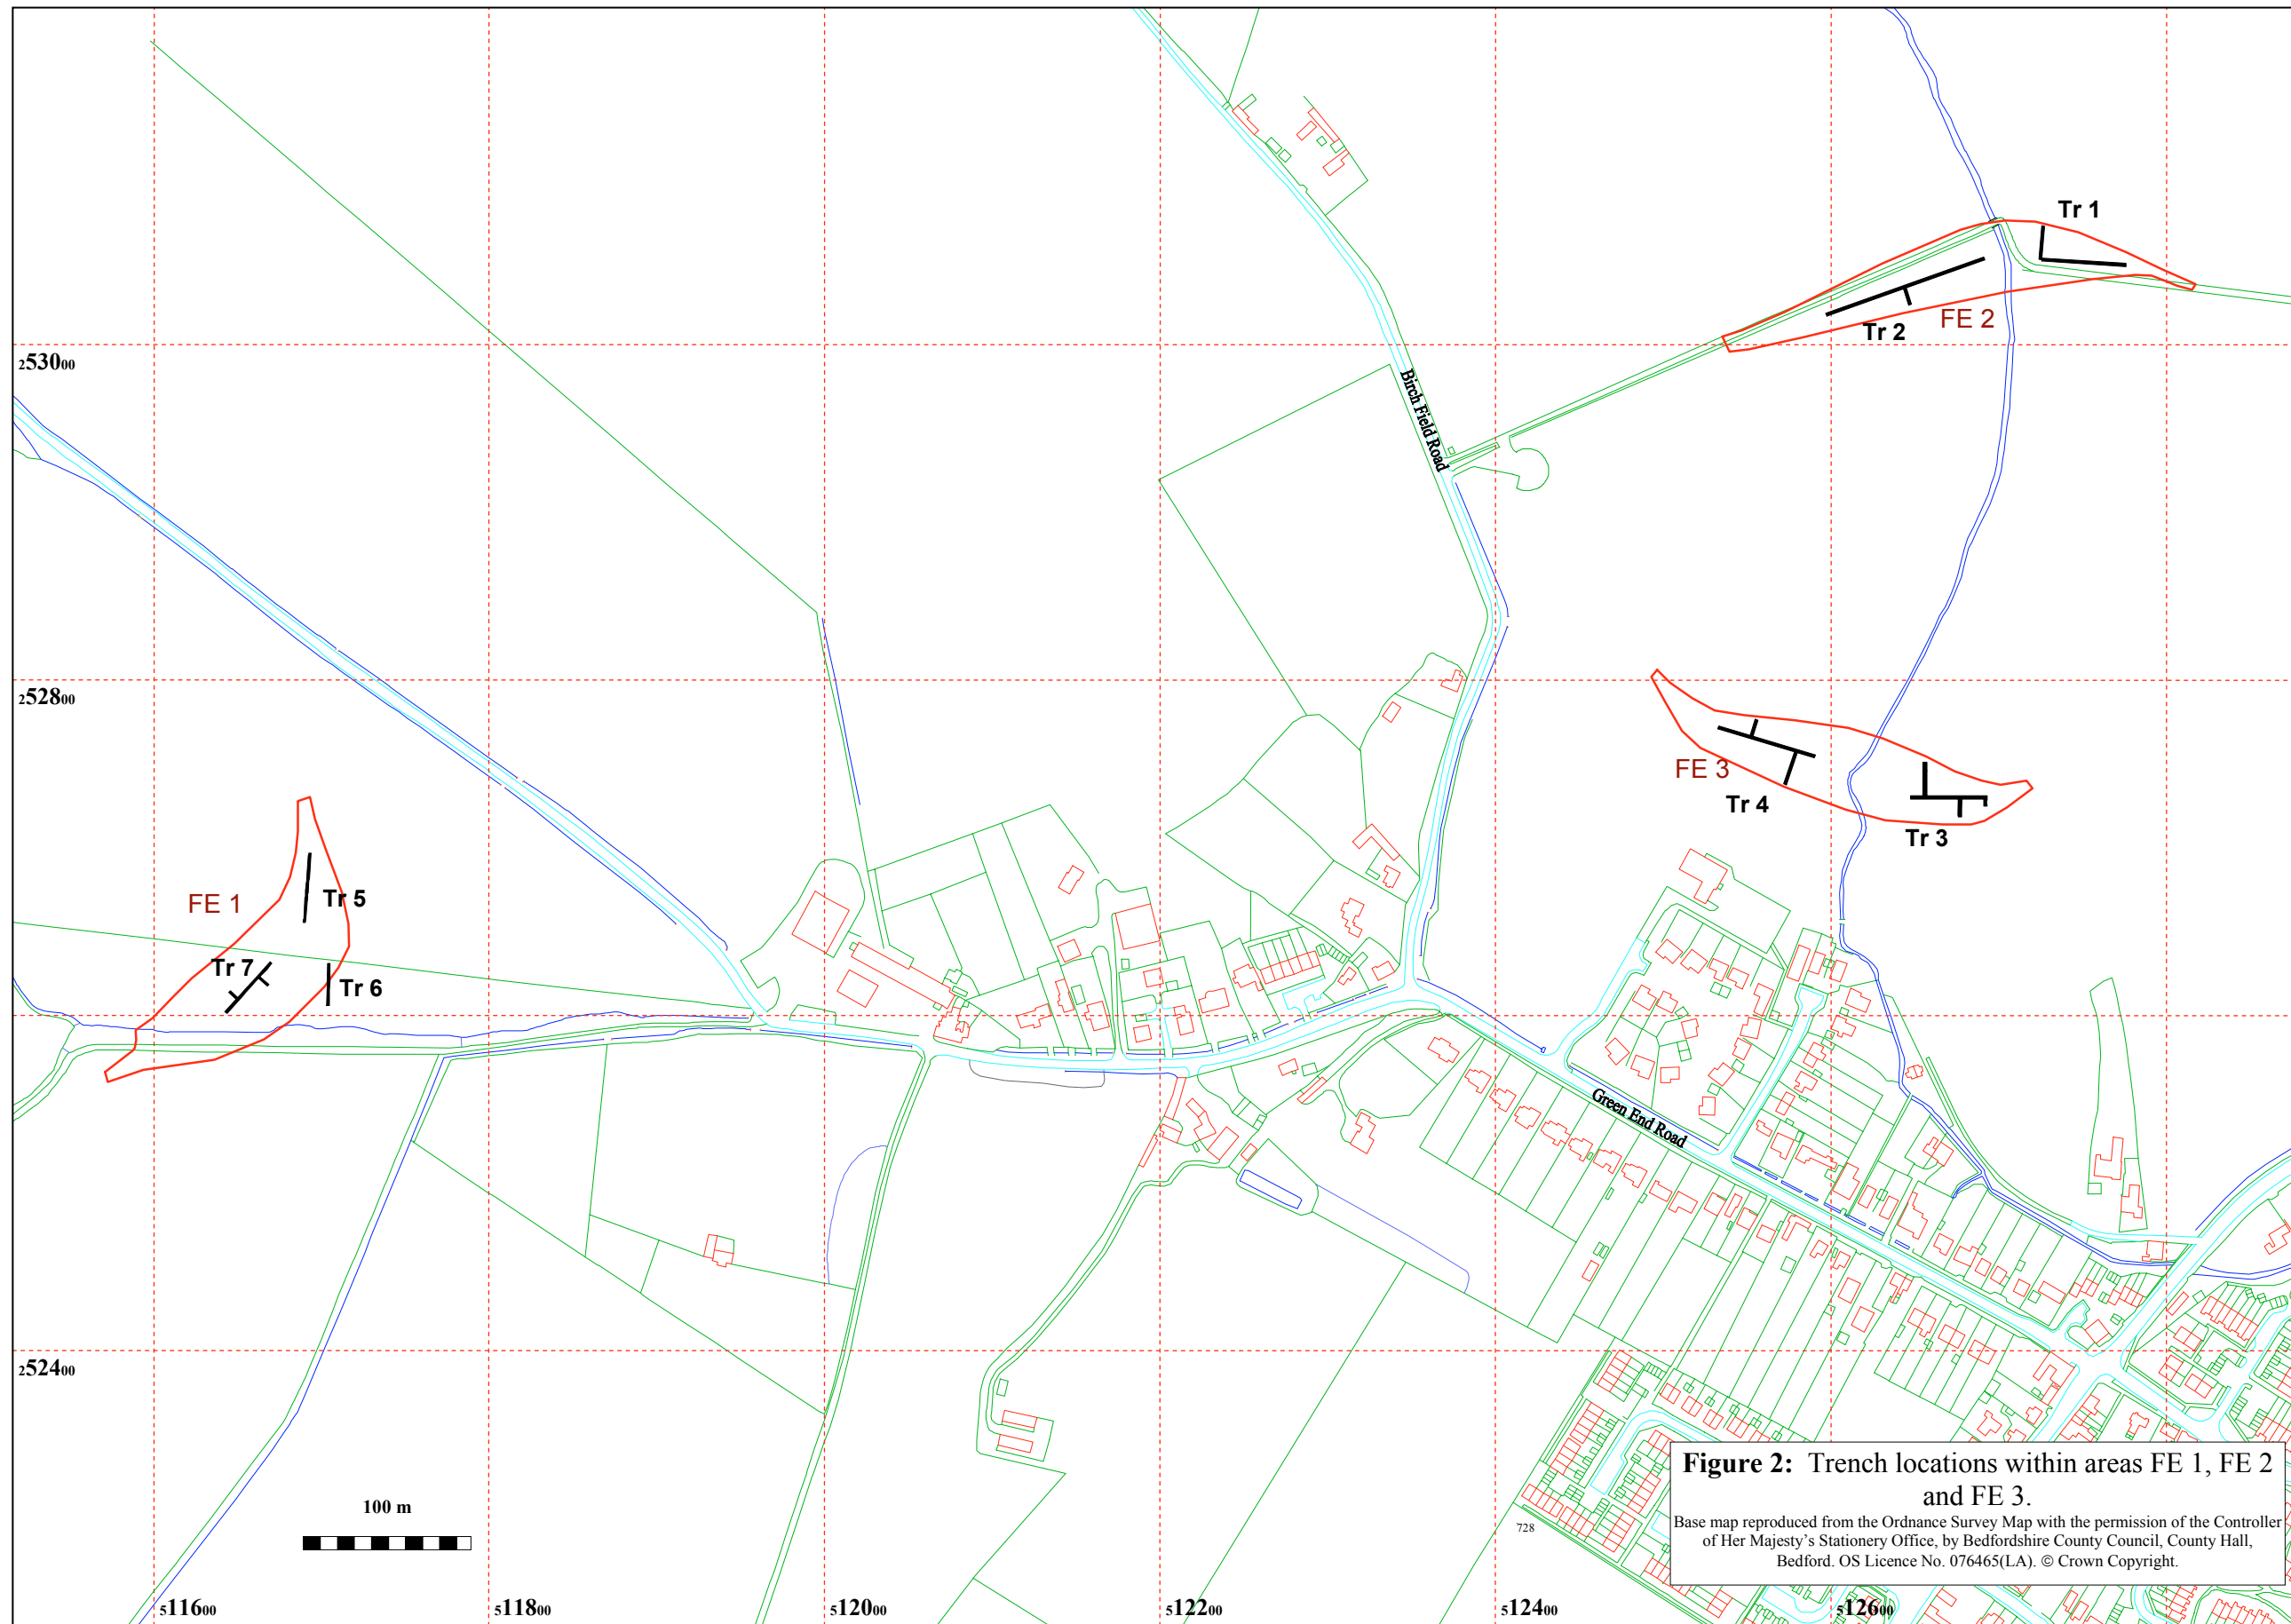 Tr 1
Tr 2
FE 2
253000
Birch Field Road
252800
FE 3
Tr 4
Tr 3
FE 1
Tr 5
Tr 7
Tr 6
Green End Road
252400
100 m
728
Figure 2: Trench locations within areas FE 1, FE 2
and FE 3.
Base map reproduced from the Ordnance Survey Map with the permission of the Controller
of Her Majesty's Stationery Office, by Bedfordshire County Council, County Hall,
Bedford. OS Licence No. 076465(LA). © Crown Copyright.
511600
511800
512000
512200
512400
512600